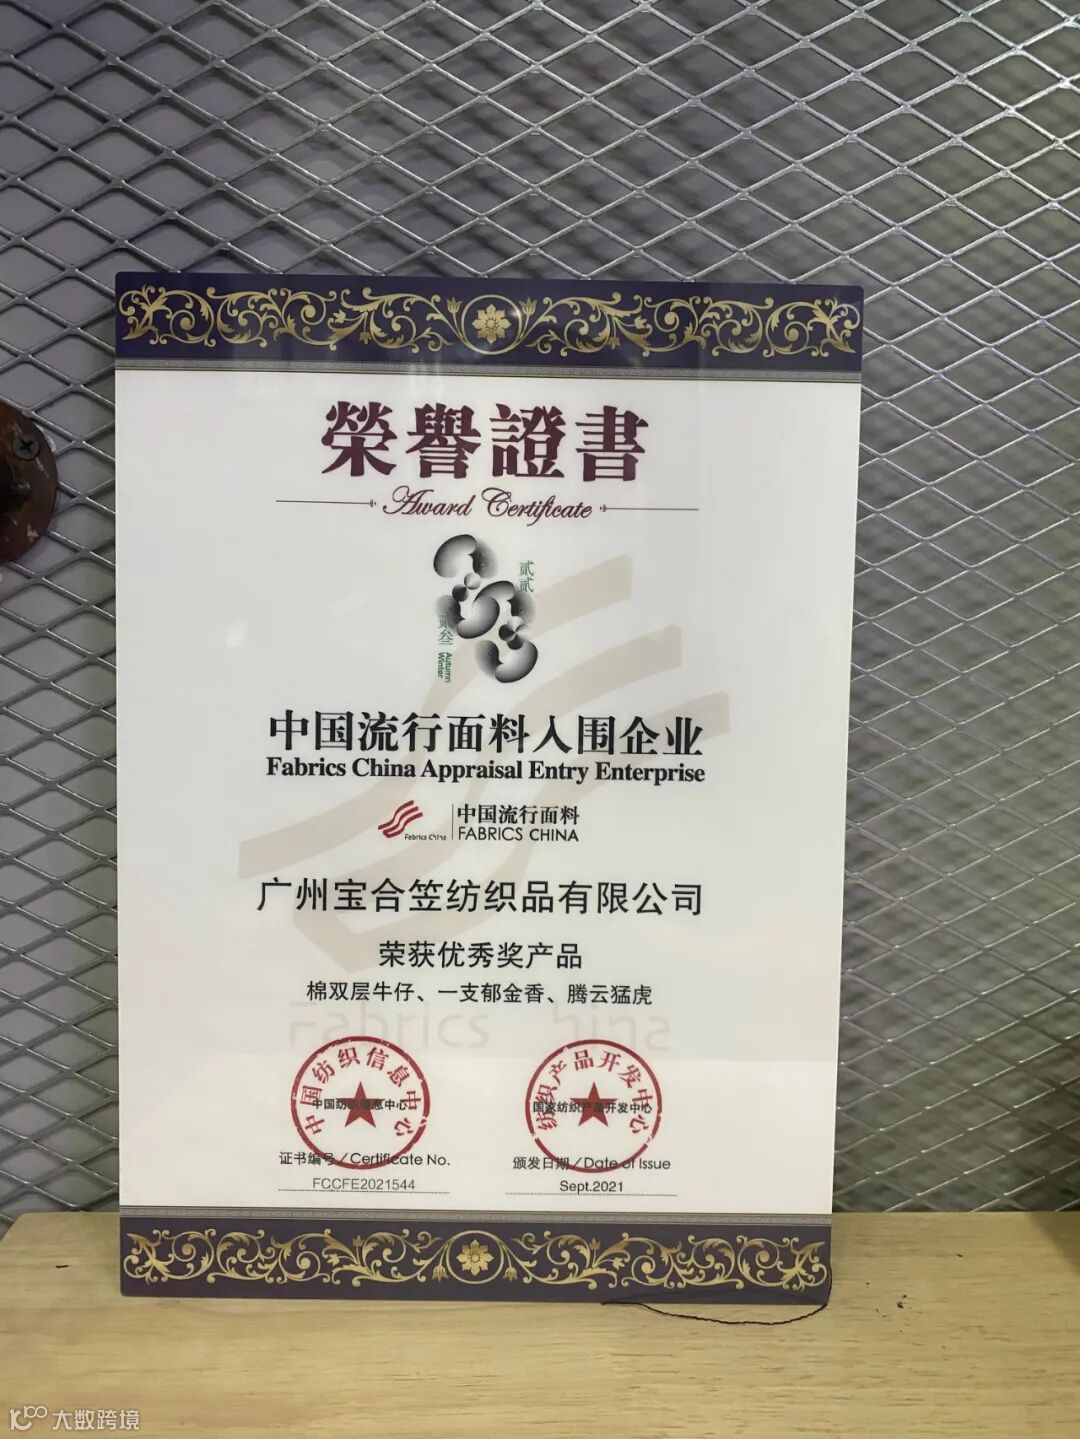 榮譽證書
Award Certificate
贰贰
贰叁
Autumn
Winter
中国流行面料入围企业
Fabrics China Appraisal Entry Enterprise
Fabrics China
中国流行面料
FABRICS CHINA
广州宝合笠纺织品有限公司
荣获优秀奖产品
棉双层牛仔、一支郁金香、腾云猛虎
Fabrics China
中国纺织信息中心
中国纺织信息中心
纺织产品开发中心
国家纺织产品开发中心
证书编号/Certificate No.
FCCFE2021544
颁发日期/Date of Issue
Sept.2021
大数跨境